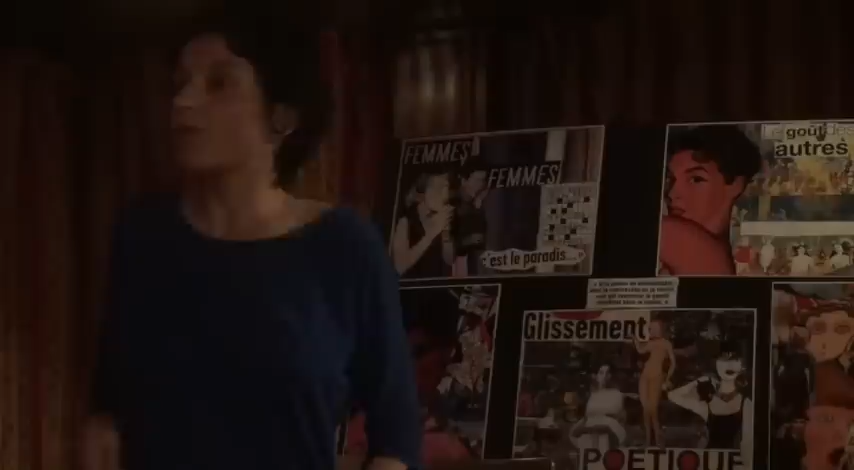 FEMMES
FEMMES
c'est le paradis...
Le goût des
autres
Glissement
POETIQUE